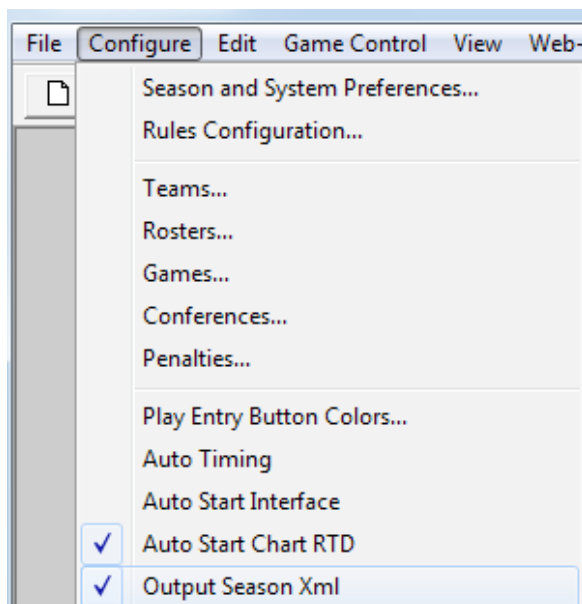 File Configure Edit Game Control View Web-
Season and System Preferences...
Rules Configuration...
Teams...
Rosters...
Games...
Conferences...
Penalties...
Play Entry Button Colors...
Auto Timing
Auto Start Interface
Auto Start Chart RTD
Output Season Xml